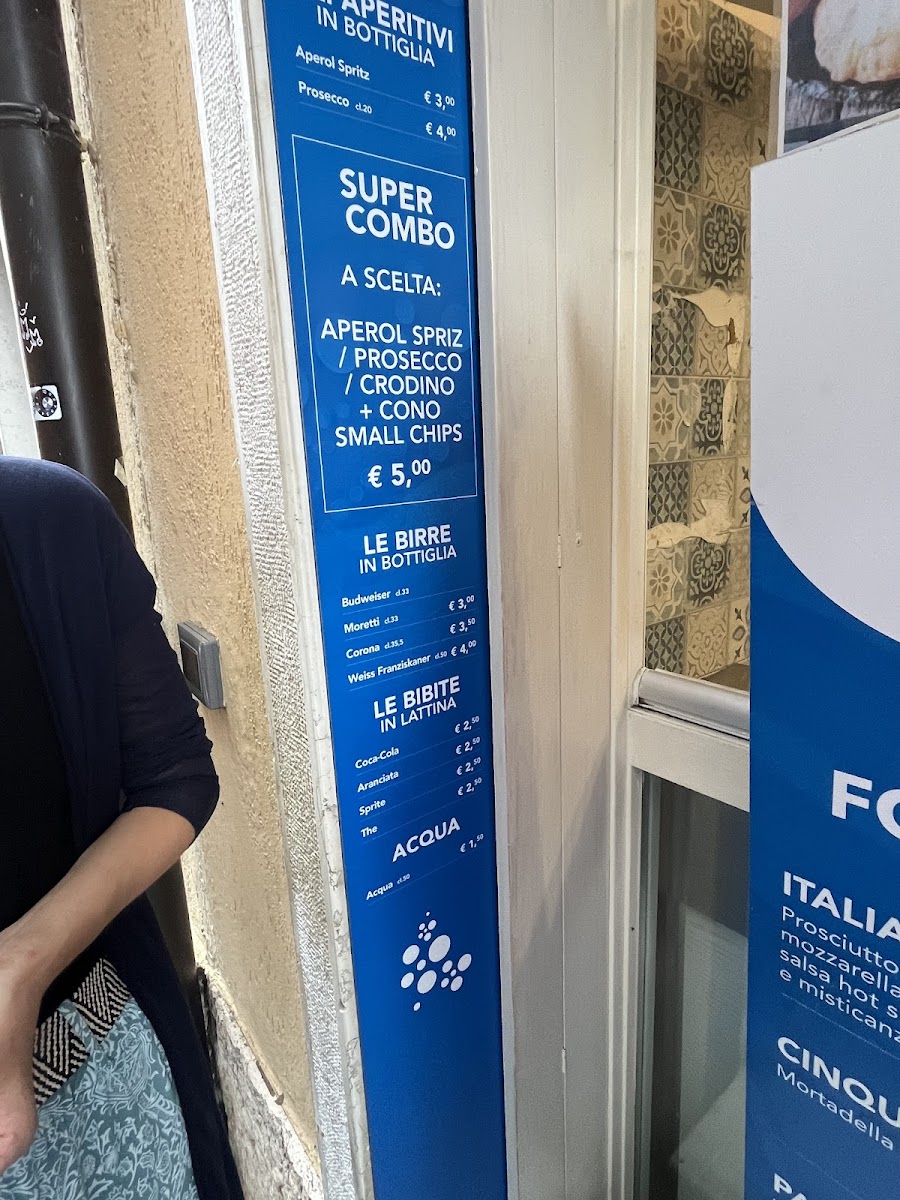 APERITIVI
IN BOTTIGLIA
Aperol Spritz € 3,00
Prosecco cl.20 € 4,00
SUPER
COMBO
A SCELTA:
APEROL SPRIZ
/ PROSECCO
/ CRODINO
+ CONO
SMALL CHIPS
€ 5,00
LE BIRRE
IN BOTTIGLIA
Budweiser cl.33
Moretti cl.33 € 3,00
Corona cl.35,5 € 3,50
Weiss Franziskaner cl.50 € 4,00
LE BIBITE
IN LATTINA
Coca-Cola € 2,50
Aranciata € 2,50
Sprite € 2,50
The € 2,50
ACQUA
Acqua cl.50 € 1,50
FO
ITALIA
Prosciutto
mozzarella
salsa hot s
e misticanz
CINQU
Mortadella